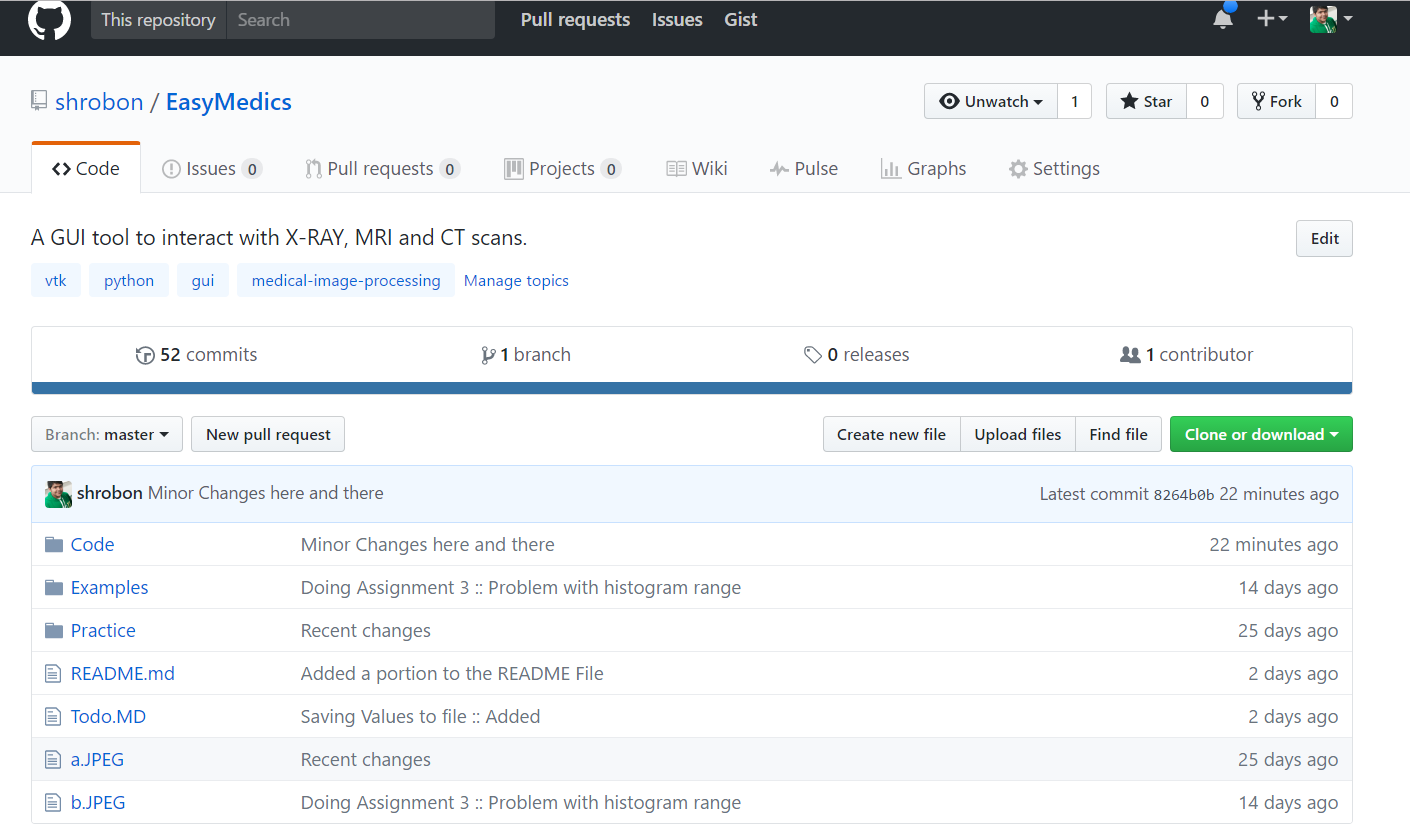 This repository Search Pull requests Issues Gist
shrobon / EasyMedics Unwatch 1 Star 0 Fork 0
Code Issues 0 Pull requests 0 Projects 0 Wiki Pulse Graphs Settings
A GUI tool to interact with X-RAY, MRI and CT scans. Edit
vtk python gui medical-image-processing Manage topics
52 commits 1 branch 0 releases 1 contributor
Branch: master New pull request Create new file Upload files Find file Clone or download
shrobon Minor Changes here and there Latest commit 8264b0b 22 minutes ago
Code Minor Changes here and there 22 minutes ago
Examples Doing Assignment 3 :: Problem with histogram range 14 days ago
Practice Recent changes 25 days ago
README.md Added a portion to the README File 2 days ago
Todo.MD Saving Values to file :: Added 2 days ago
a.JPEG Recent changes 25 days ago
b.JPEG Doing Assignment 3 :: Problem with histogram range 14 days ago